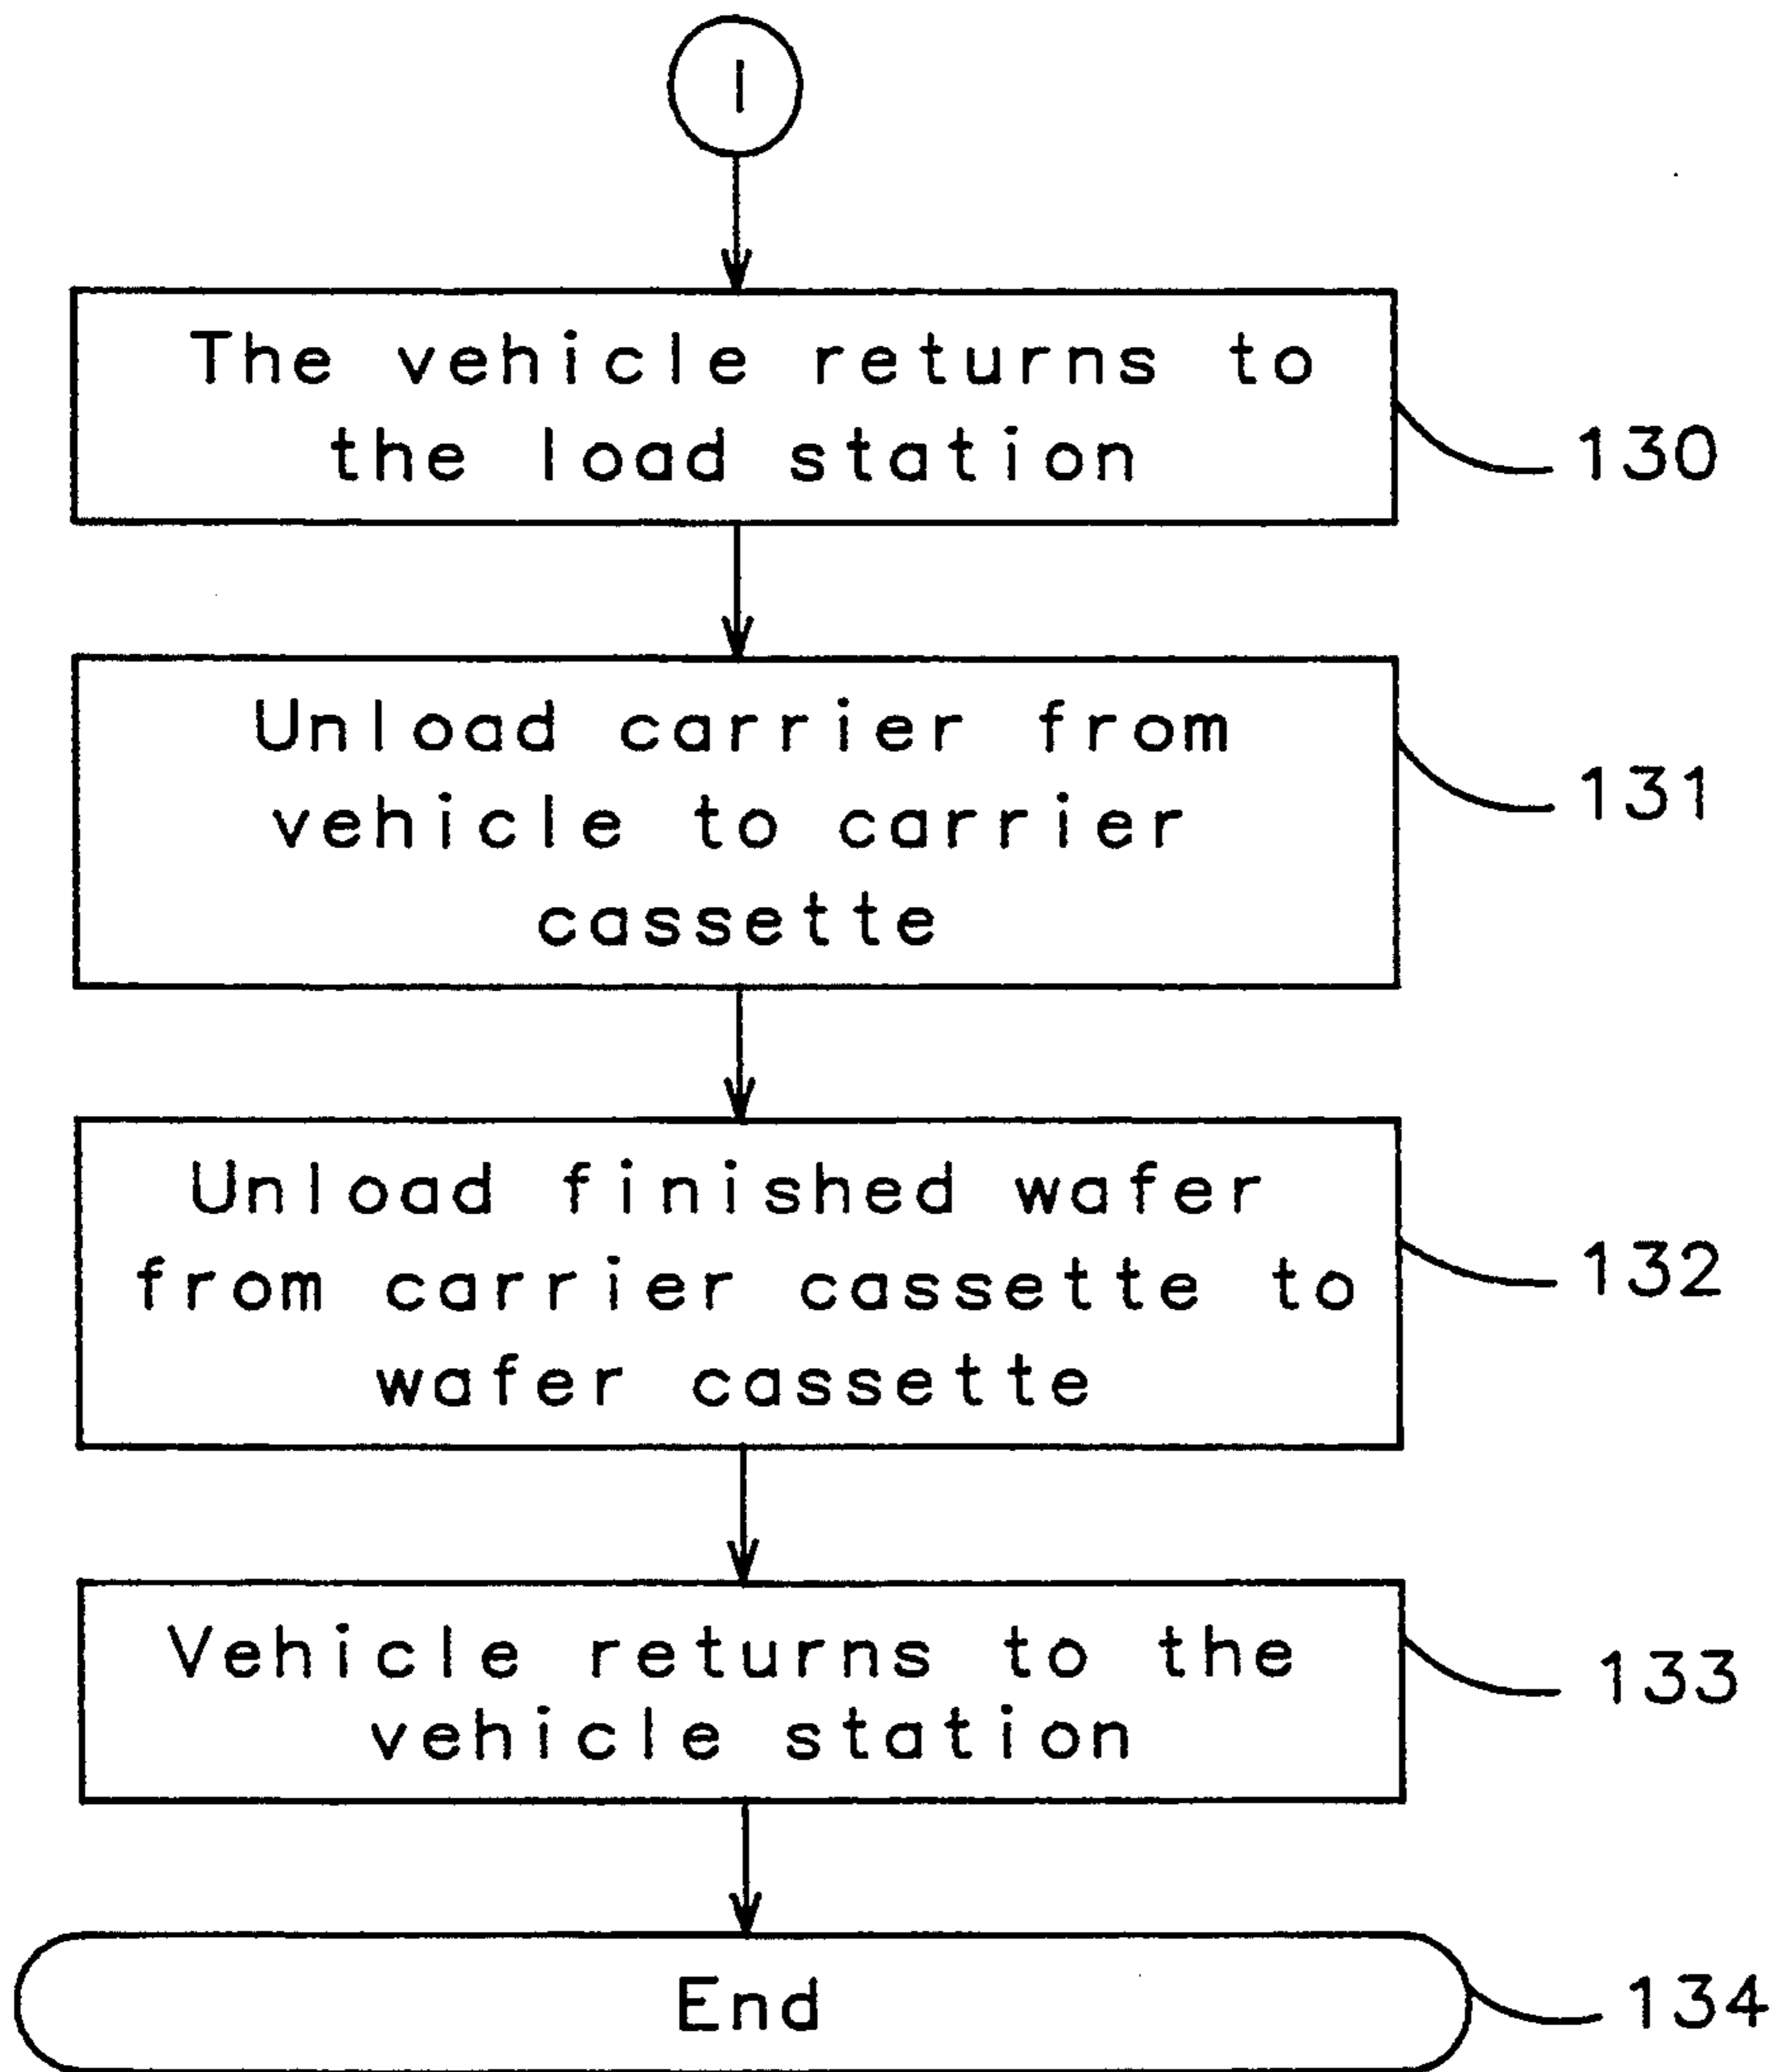 1
The vehicle returns to
the load station
130
Unload carrier from
vehicle to carrier
cassette
131
Unload finished wafer
from carrier cassette to
wafer cassette
132
Vehicle returns to the
vehicle station
133
End
134